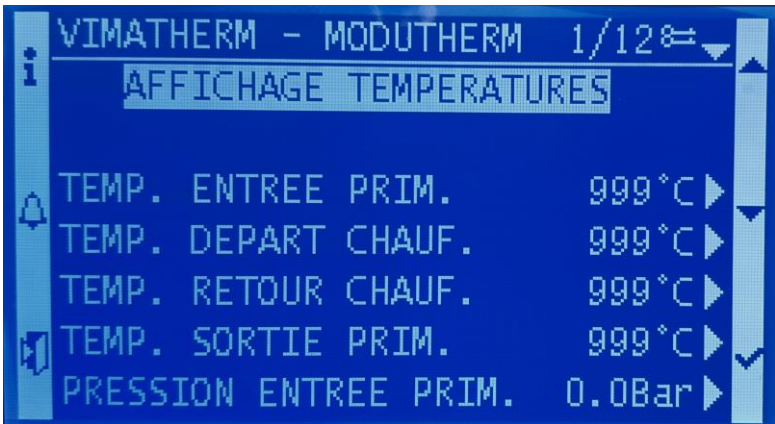 VIMATHERM - MODUTHERM 1/12
AFFICHAGE TEMPERATURES
TEMP. ENTREE PRIM. 999°C
TEMP. DEPART CHAUF. 999°C
TEMP. RETOUR CHAUF. 999°C
TEMP. SORTIE PRIM. 999°C
PRESSION ENTREE PRIM. 0.0Bar